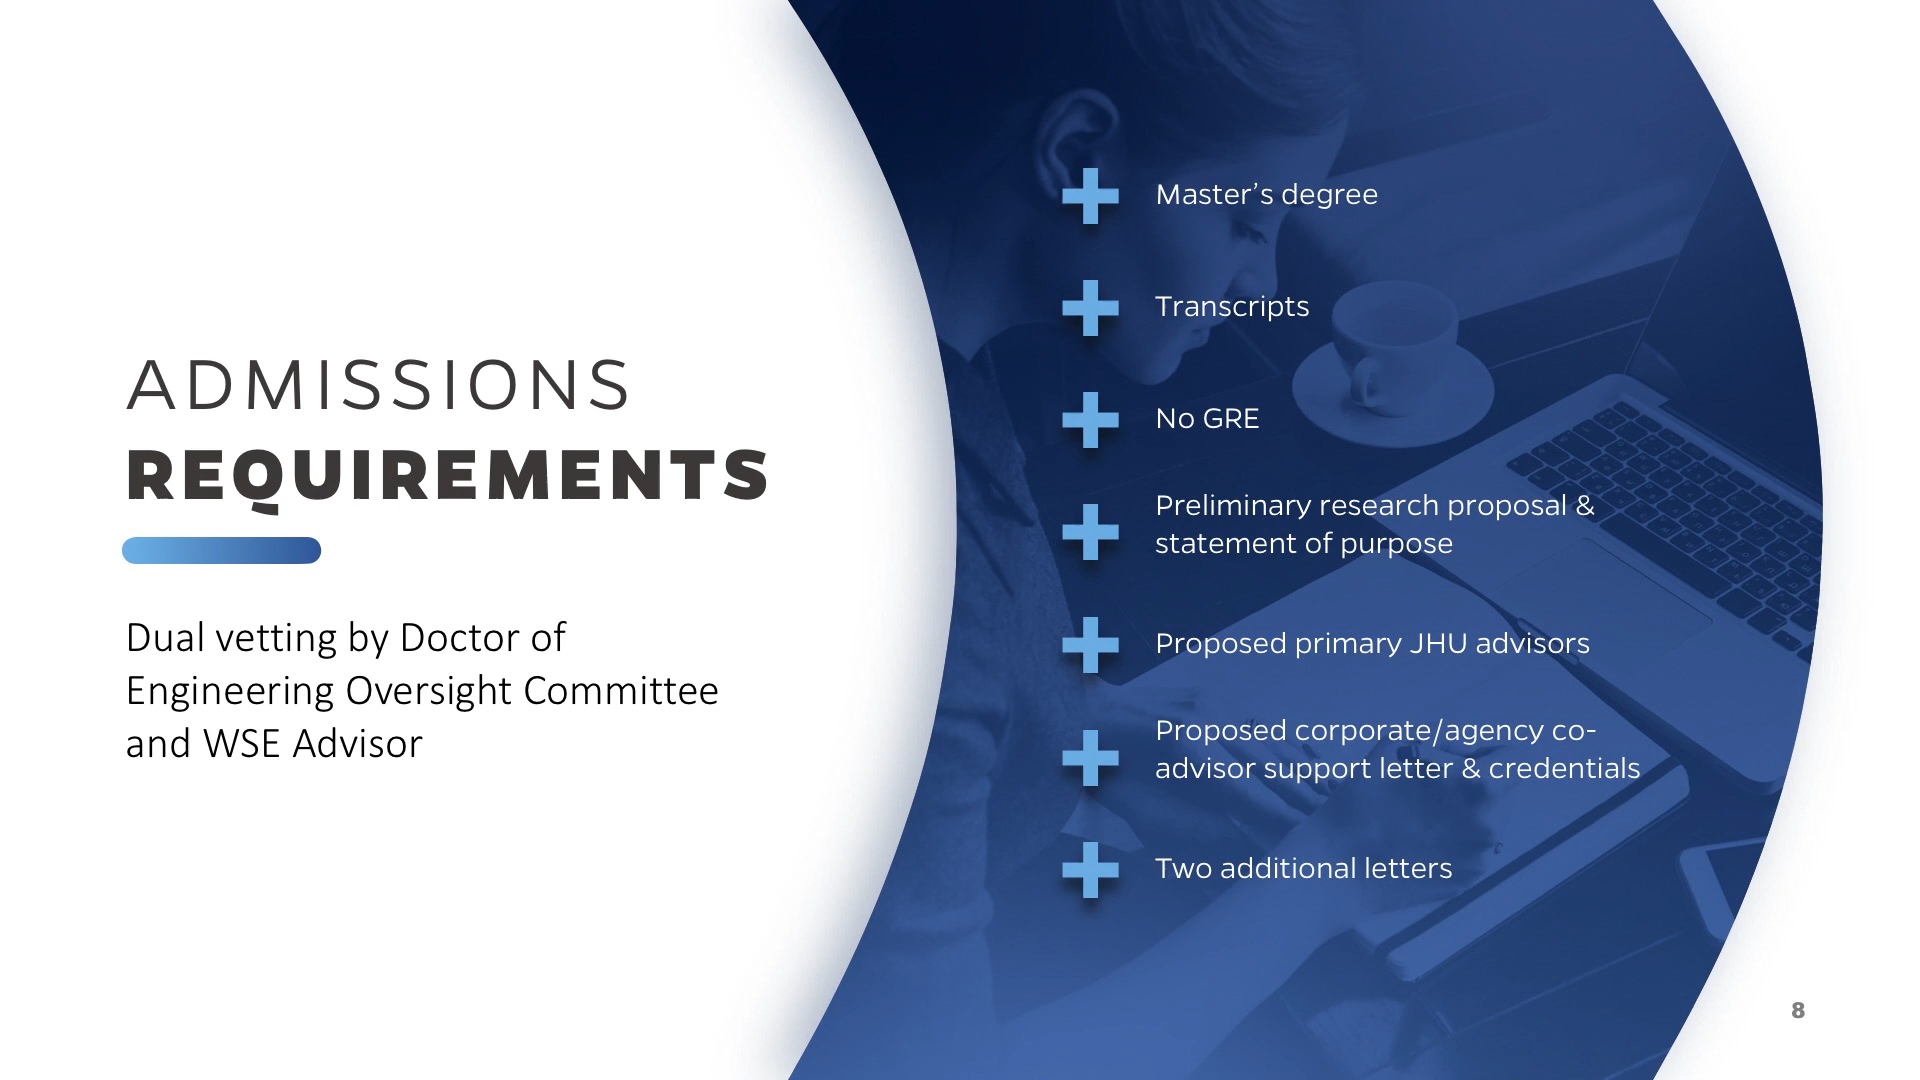 ADMISSIONS
REQUIREMENTS
Dual vetting by Doctor of
Engineering Oversight Committee
and WSE Advisor
Master’s degree
Transcripts
No GRE
Preliminary research proposal &
statement of purpose
Proposed primary JHU advisors
Proposed corporate/agency co-
advisor support letter & credentials
Two additional letters
8